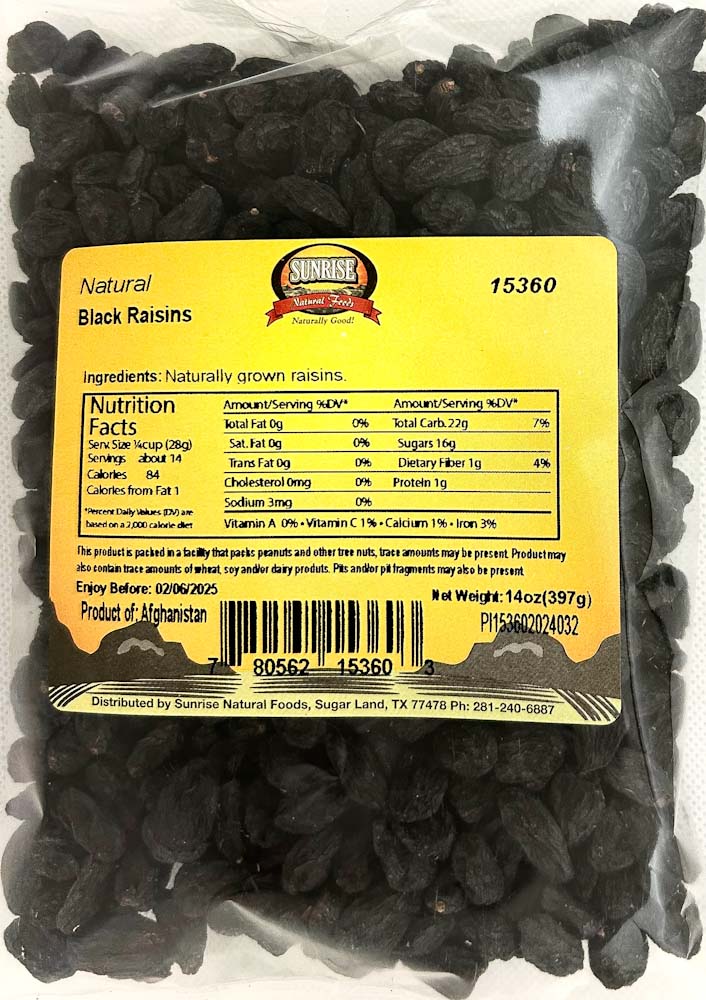 SUNRISE
Natural Foods
Naturally Good!
Natural
15360
Black Raisins
Ingredients: Naturally grown raisins.
Nutrition
Facts
Serv. Size ¼cup (28g)
Servings about 14
Calories 84
Calories from Fat 1
*Percent Daily Values (DV) are
based on a 2,000 calorie diet
Amount/Serving %DV* Amount/Serving %DV*
Total Fat 0g 0% Total Carb. 22g 7%
Sat. Fat 0g 0% Sugars 16g
Trans Fat 0g 0% Dietary Fiber 1g 4%
Cholesterol 0mg 0% Protein 1g
Sodium 3mg 0%
Vitamin A 0% • Vitamin C 1% • Calcium 1% • Iron 3%
This product is packed in a facility that packs peanuts and other tree nuts, trace amounts may be present. Product may
also contain trace amounts of wheat, soy and/or dairy produts. Pits and/or pit fragments may also be present
Enjoy Before: 02/06/2025
Net Weight: 14oz(397g)
Product of: Afghanistan
PI153602024032
7 80562 15360 3
Distributed by Sunrise Natural Foods, Sugar Land, TX 77478 Ph: 281-240-6887